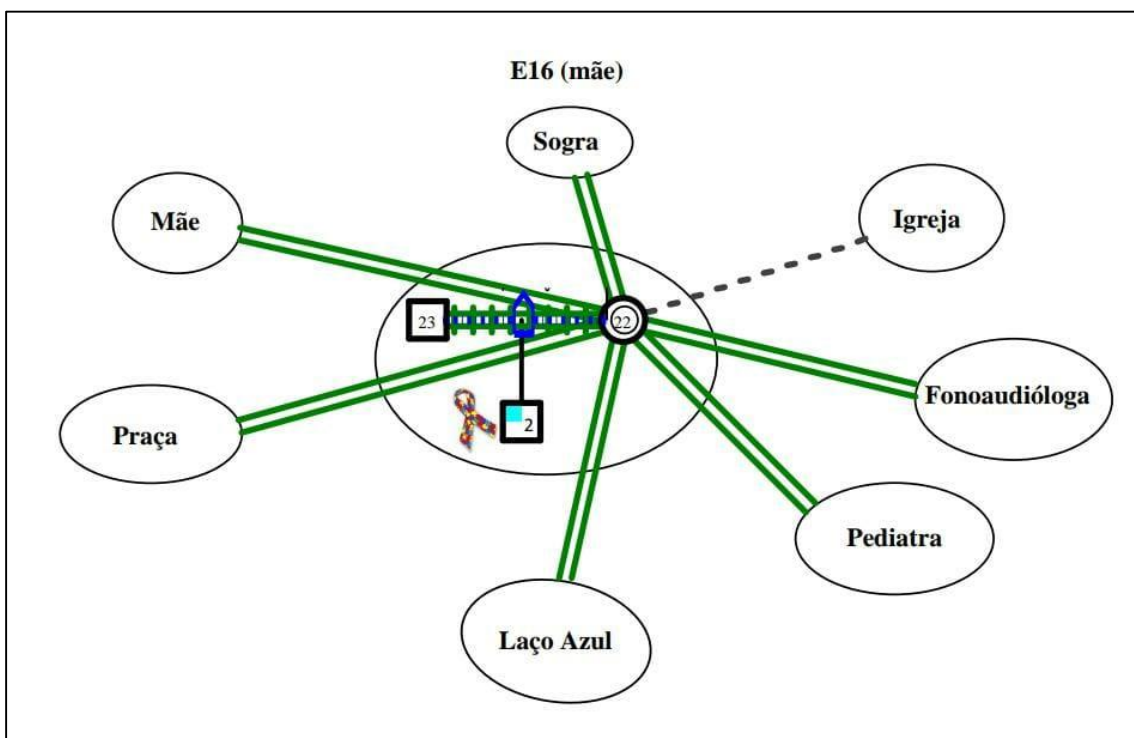 E16 (mãe)
Sogra
Mãe
Igreja
23
22
Fonoaudióloga
Praça
2
Pediatra
Laço Azul